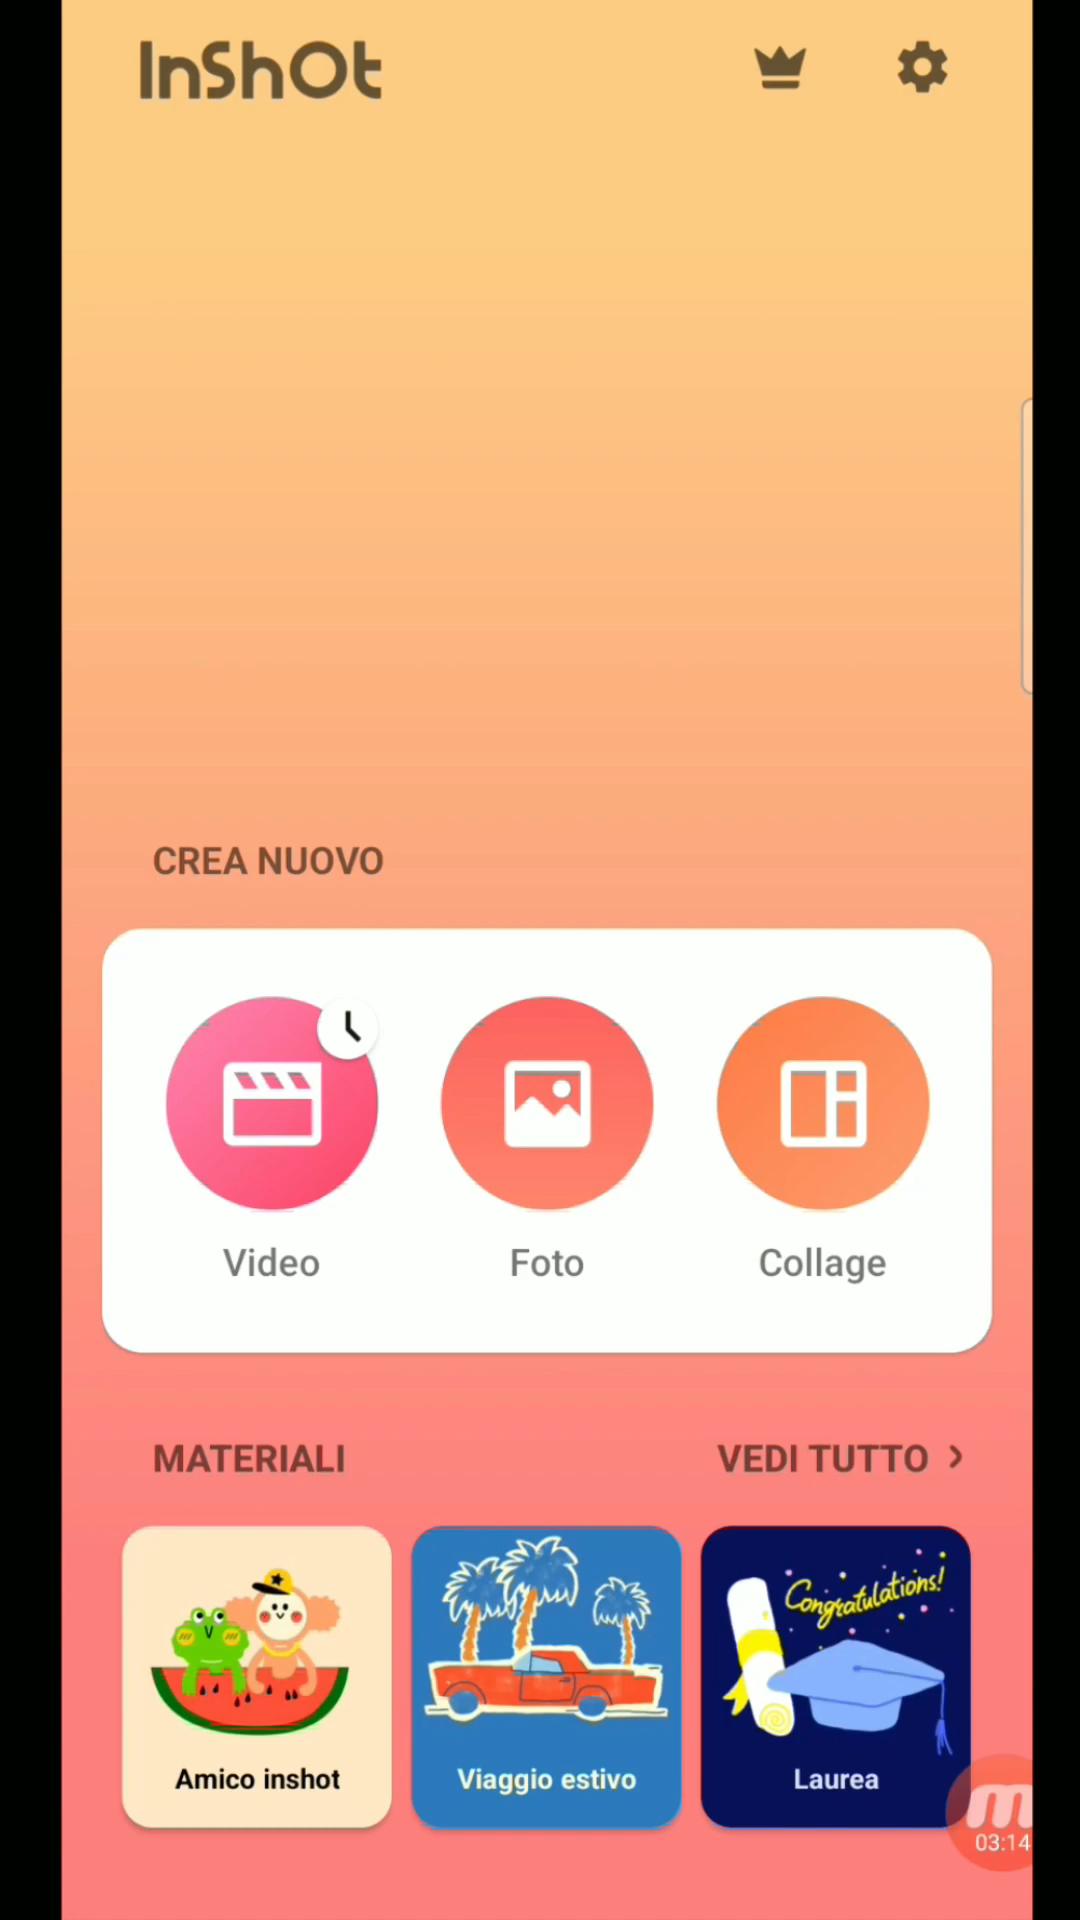 InShOt
CREA NUOVO
Video
Foto
Collage
MATERIALI
VEDI TUTTO >
Congratulations!
Amico inshot
Viaggio estivo
Laurea
m
03:14